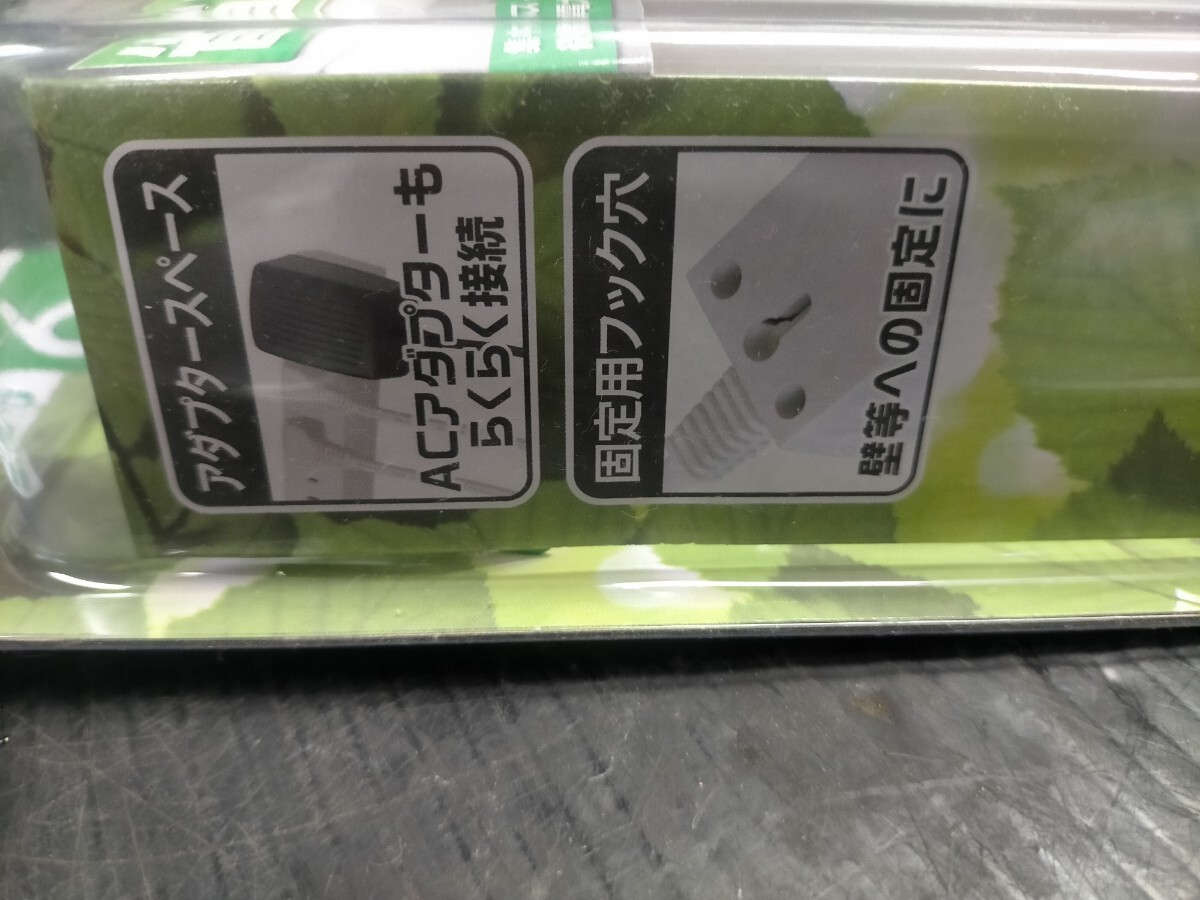 アダプタースペース
ACアダプターも
らくらく接続
固定用フック穴
壁等への固定に